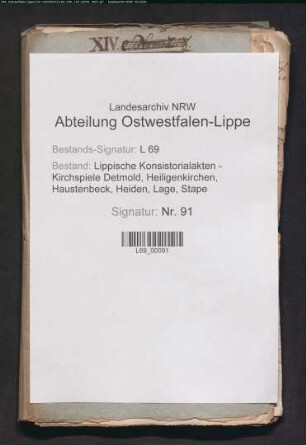 XIV.
Landesarchiv NRW
Abteilung Ostwestfalen-Lippe
Bestands-Signatur: L 69
Bestand: Lippische Konsistorialakten -
Kirchspiele Detmold, Heiligenkirchen,
Haustenbeck, Heiden, Lage, Stape
Signatur: Nr. 91
L69_00091